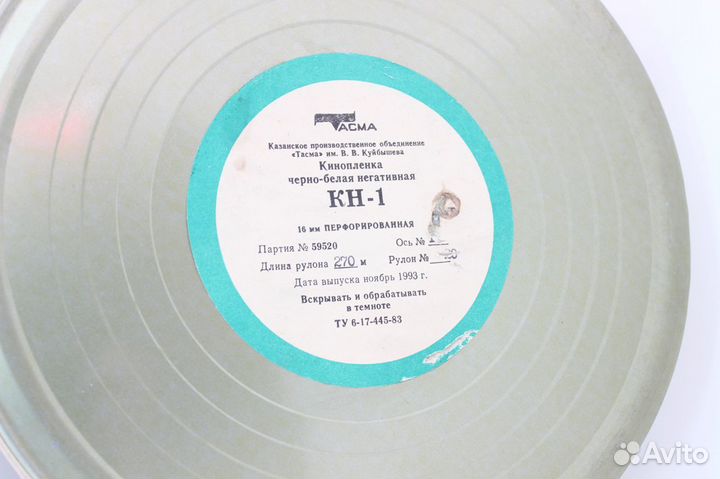 ТАСМА
Казанское производственное объединение
«Тасма» им. В. В. Куйбышева
Кинопленка
черно-белая негативная
КН-1
16 мм ПЕРФОРИРОВАННАЯ
Партия № 59520 Ось №
Длина рулона 270 м Рулон №
Дата выпуска ноябрь 1993 г.
Вскрывать и обрабатывать
в темноте
ТУ 6-17-445-83
Avito